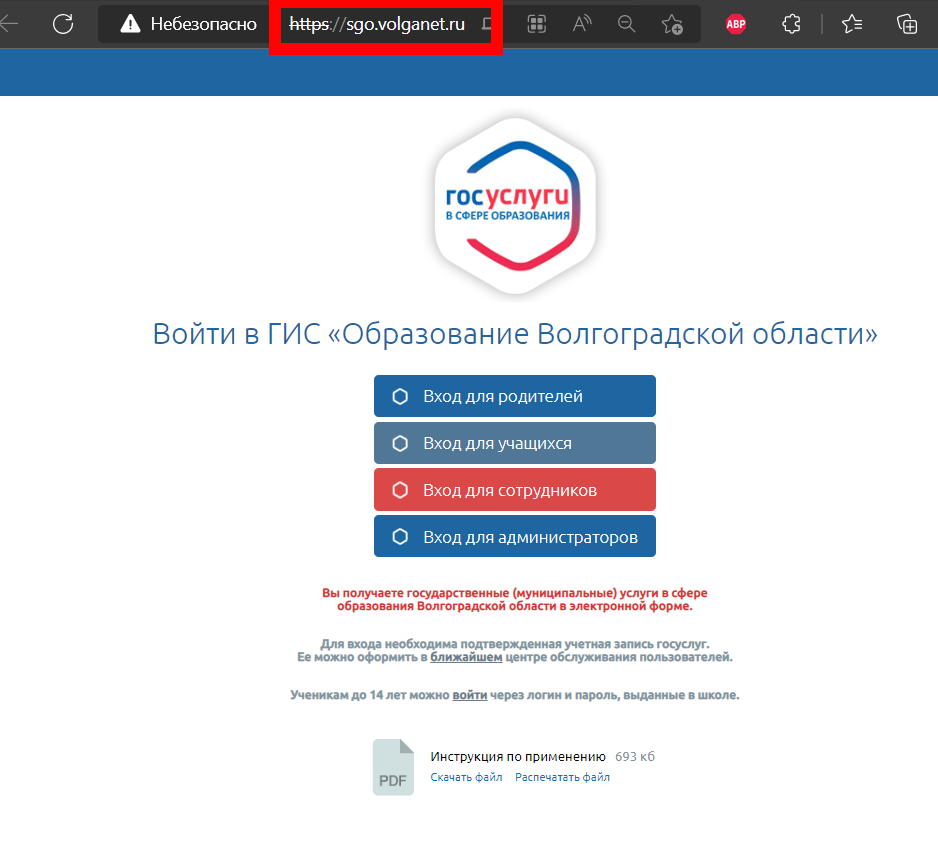 Небезопасно https://sgo.volganet.ru
ABP
госуслуги
В СФЕРЕ ОБРАЗОВАНИЯ
Войти в ГИС «Образование Волгоградской области»
Вход для родителей
Вход для учащихся
Вход для сотрудников
Вход для администраторов
Вы получаете государственные (муниципальные) услуги в сфере
образования Волгоградской области в электронной форме.
Для входа необходима подтвержденная учетная запись госуслуг.
Ее можно оформить в ближайшем центре обслуживания пользователей.
Ученикам до 14 лет можно войти через логин и пароль, выданные в школе.
PDF
Инструкция по применению 693 кб
Скачать файл Распечатать файл